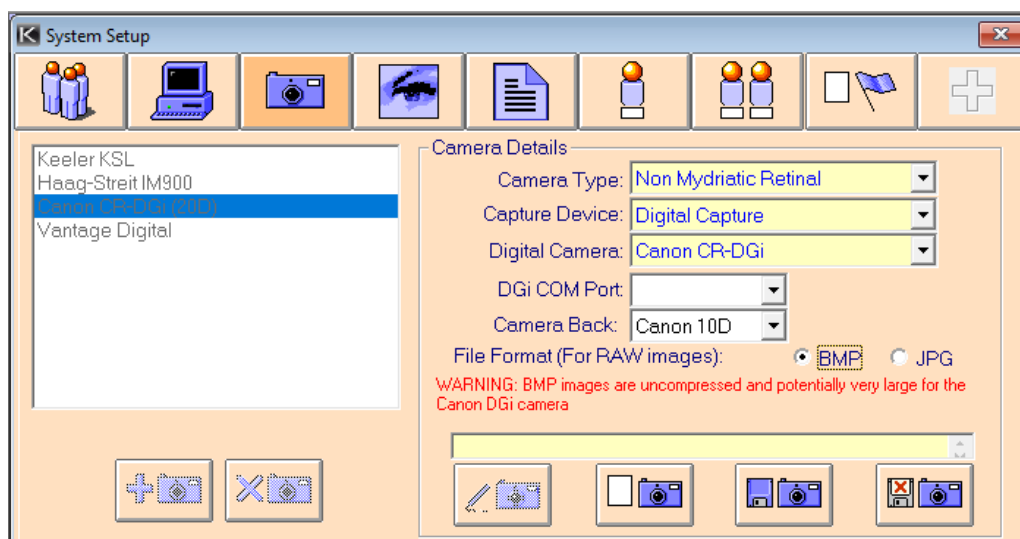 System Setup
Keeler KSL
Haag-Streit IM900
Canon CR-DGi (20D)
Vantage Digital
Camera Details
Camera Type: Non Mydriatic Retinal
Capture Device: Digital Capture
Digital Camera: Canon CR-DGi
DGi COM Port:
Camera Back: Canon 10D
File Format (For RAW images): BMP JPG
WARNING: BMP images are uncompressed and potentially very large for the
Canon DGi camera